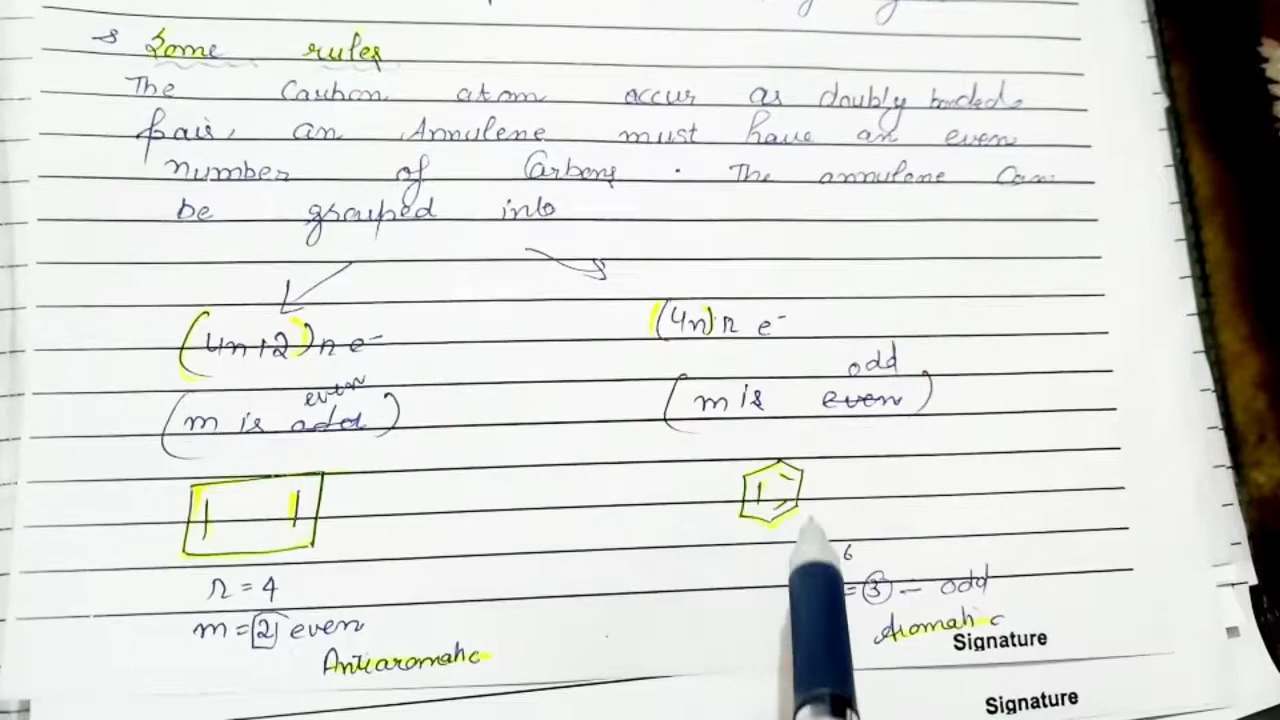 → Some rules
The Carbon atom occur as doubly bonded
pair, an Annulene must have an even
number of Carbons . The annulene Can
be grouped into
(4n+2) π e⁻
(4n) π e⁻
(m is odd even)
(m is even odd)
π = 4
m = 2 even
Antiaromatic
6
= 3 – odd
Aromatic
Signature
Signature